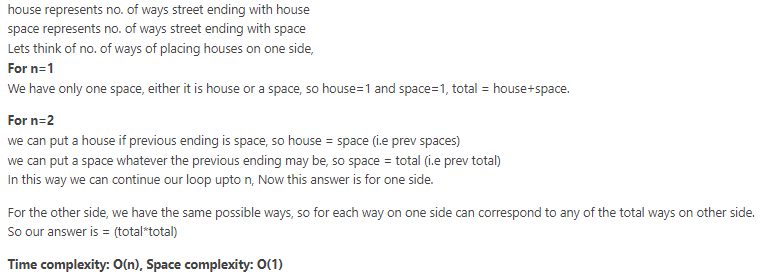 house represents no. of ways street ending with house
space represents no. of ways street ending with space
Lets think of no. of ways of placing houses on one side,
For n=1
We have only one space, either it is house or a space, so house=1 and space=1, total = house+space.
For n=2
we can put a house if previous ending is space, so house = space (i.e prev spaces)
we can put a space whatever the previous ending may be, so space = total (i.e prev total)
In this way we can continue our loop upto n, Now this answer is for one side.
For the other side, we have the same possible ways, so for each way on one side can correspond to any of the total ways on other side.
So our answer is = (total*total)
Time complexity: O(n), Space complexity: O(1)